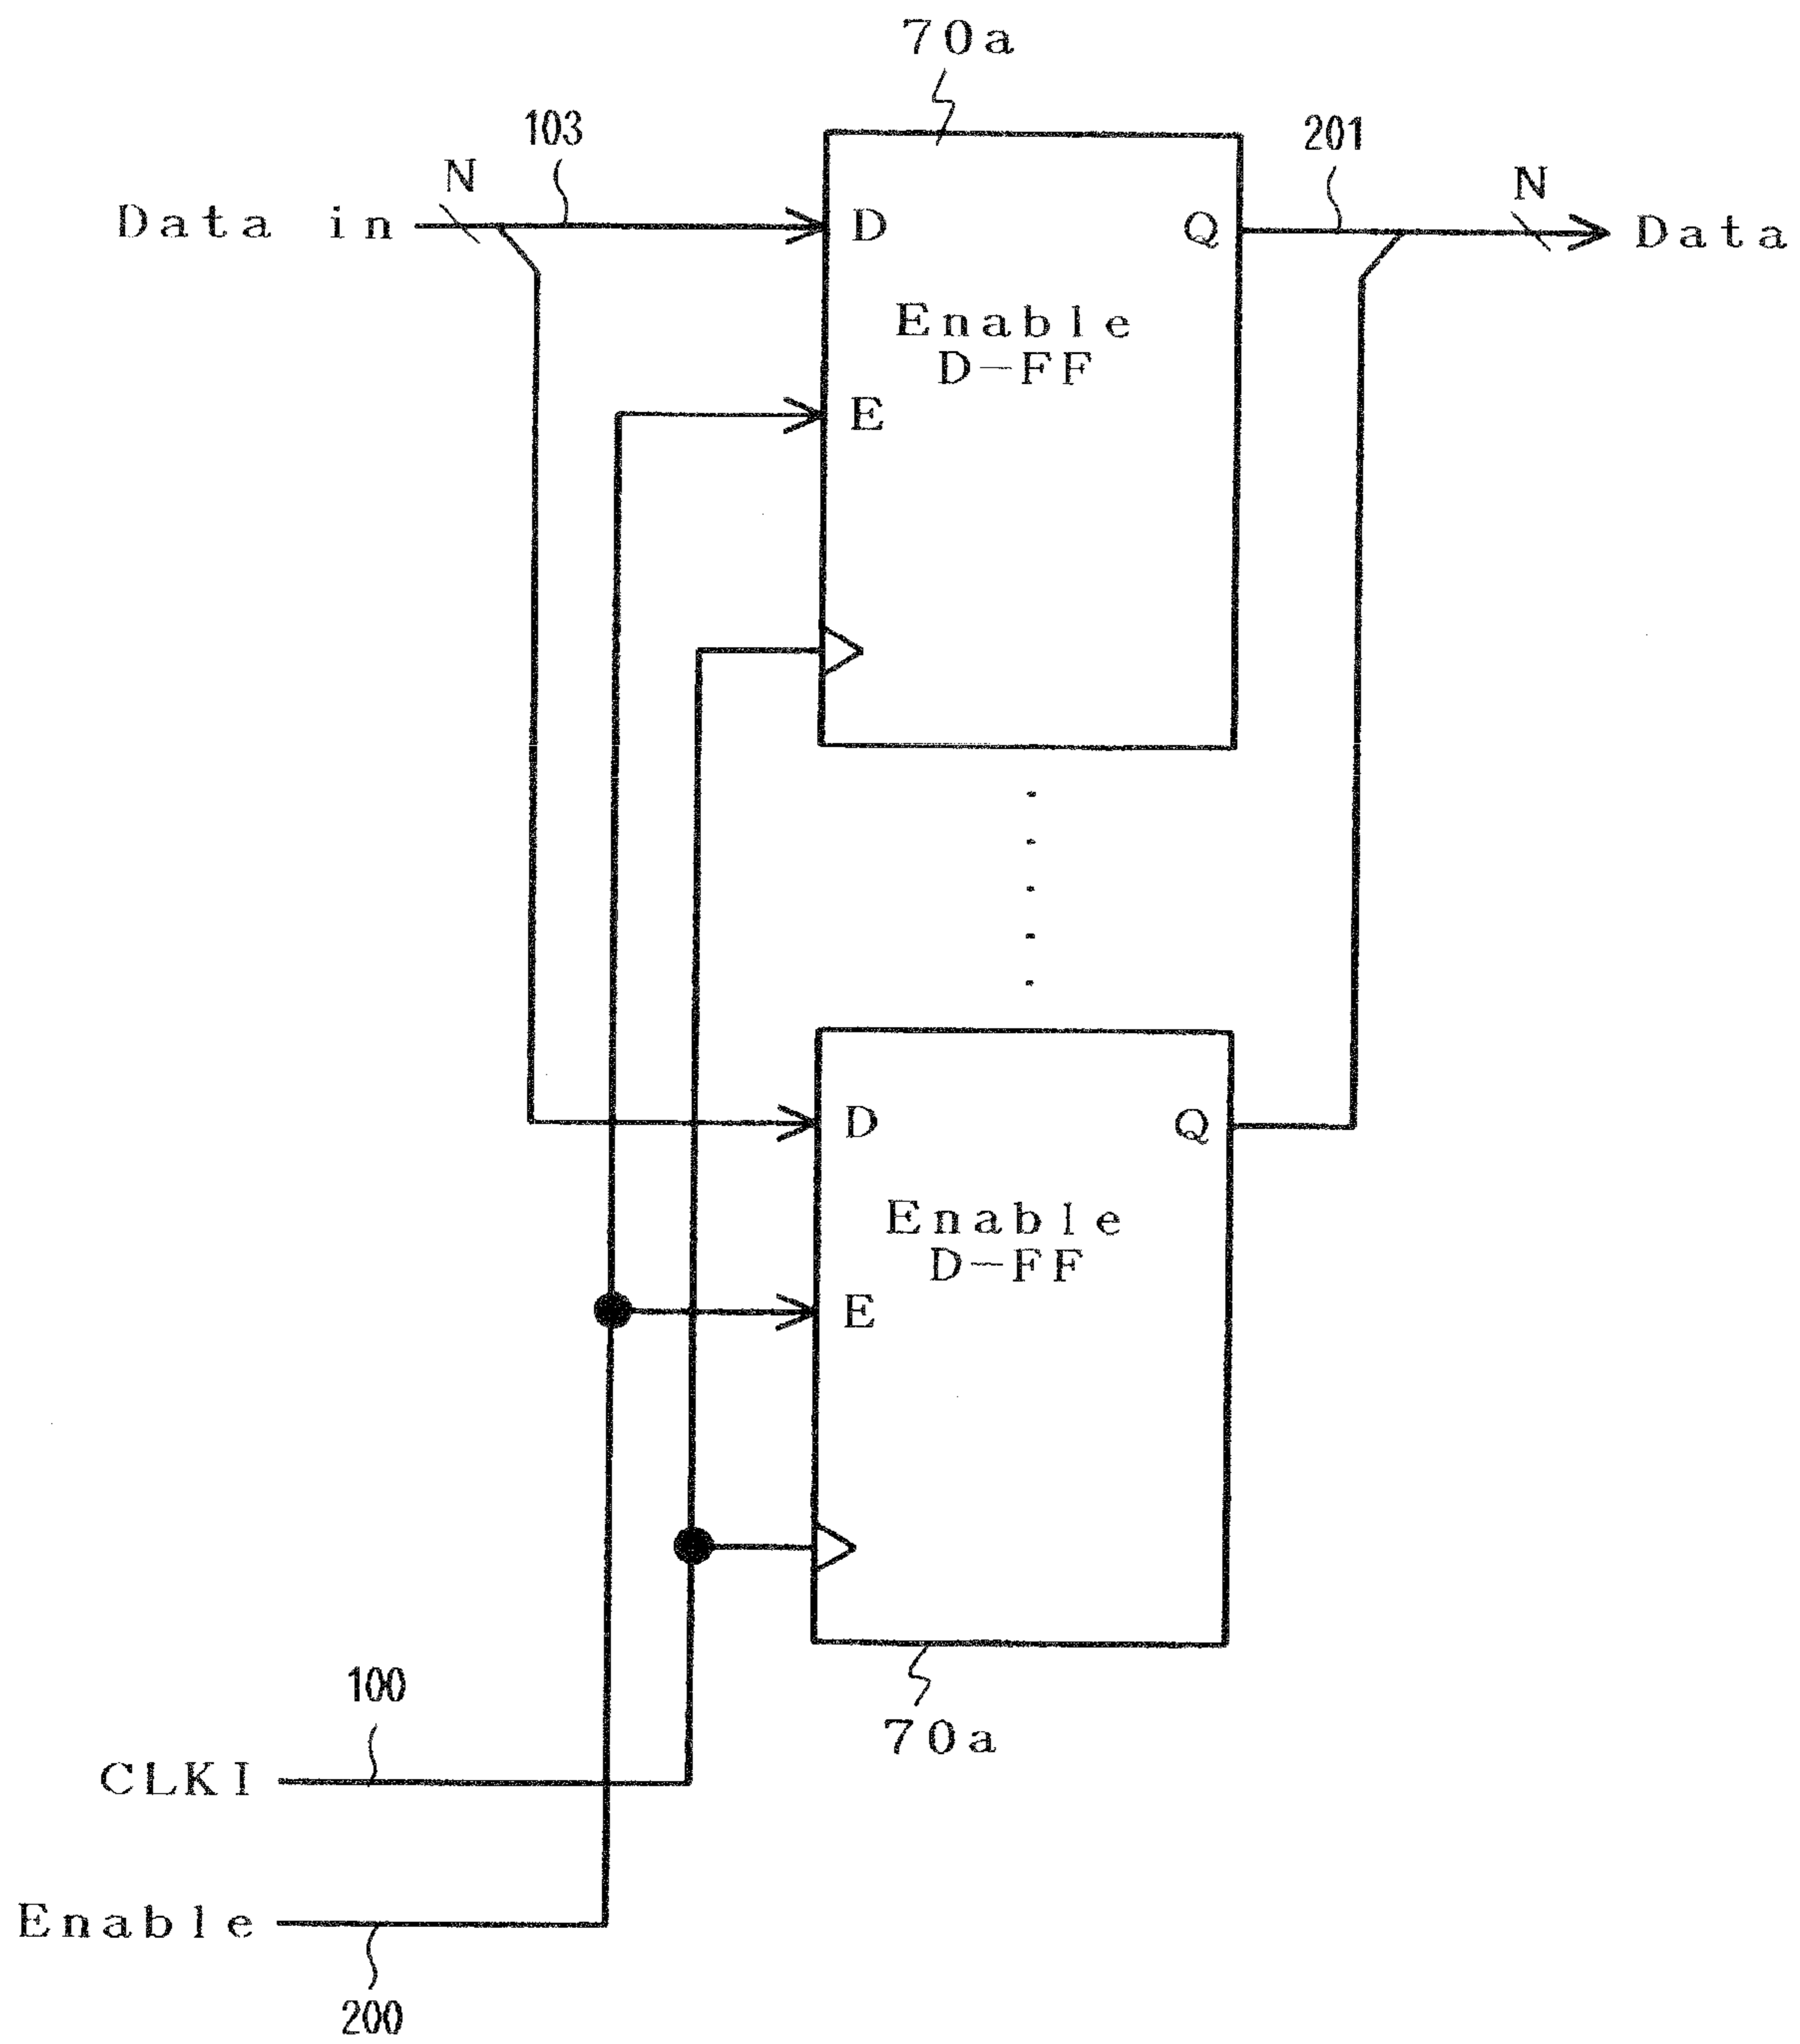 70a
103
201
N
N
Data in
D
Q
Data
Enable
D-FF
E
D
Q
Enable
D-FF
E
100
70a
CLKI
Enable
200